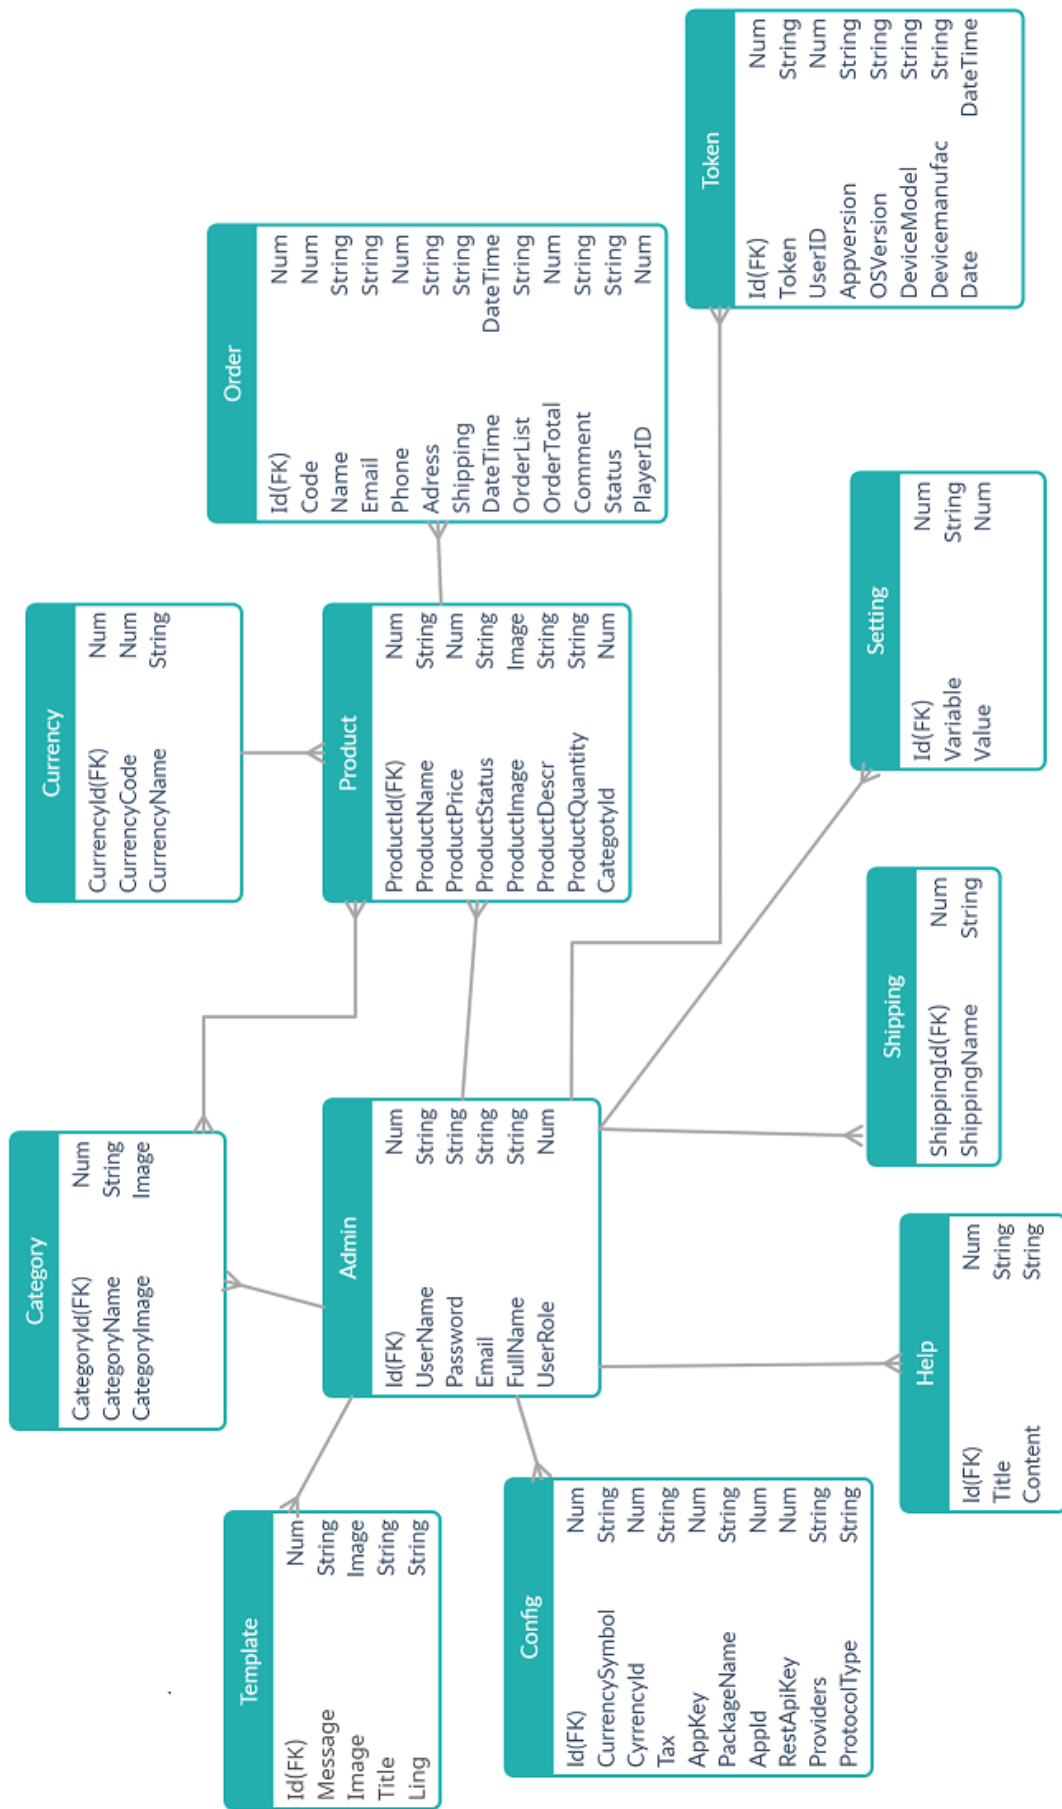 Category
CategoryId(FK) Num
CategoryName String
CategoryImage Image
Currency
CurrencyId(FK) Num
CurrencyCode Num
CurrencyName String
Template
Id(FK) Num
Message String
Image Image
Title String
Ling String
Admin
Id(FK) Num
UserName String
Password String
Email String
FullName String
UserRole Num
Product
ProductId(FK) Num
ProductName String
ProductPrice Num
ProductStatus String
ProductImage Image
ProductDescr String
ProductQuantity String
CategotyId Num
Order
Id(FK) Num
Code Num
Name String
Email String
Phone Num
Adress String
Shipping String
DateTime DateTime
OrderList String
OrderTotal Num
Comment String
Status String
PlayerID Num
Config
Id(FK) Num
CurrencySymbol String
CyrrencyId Num
Tax String
AppKey Num
PackageName String
AppId Num
RestApiKey Num
Providers String
ProtocolType String
Help
Id(FK) Num
Title String
Content String
Shipping
ShippingId(FK) Num
ShippingName String
Setting
Id(FK) Num
Variable String
Value Num
Token
Id(FK) Num
Token String
UserID Num
Appversion String
OSVersion String
DeviceModel String
Devicemanufac String
Date DateTime